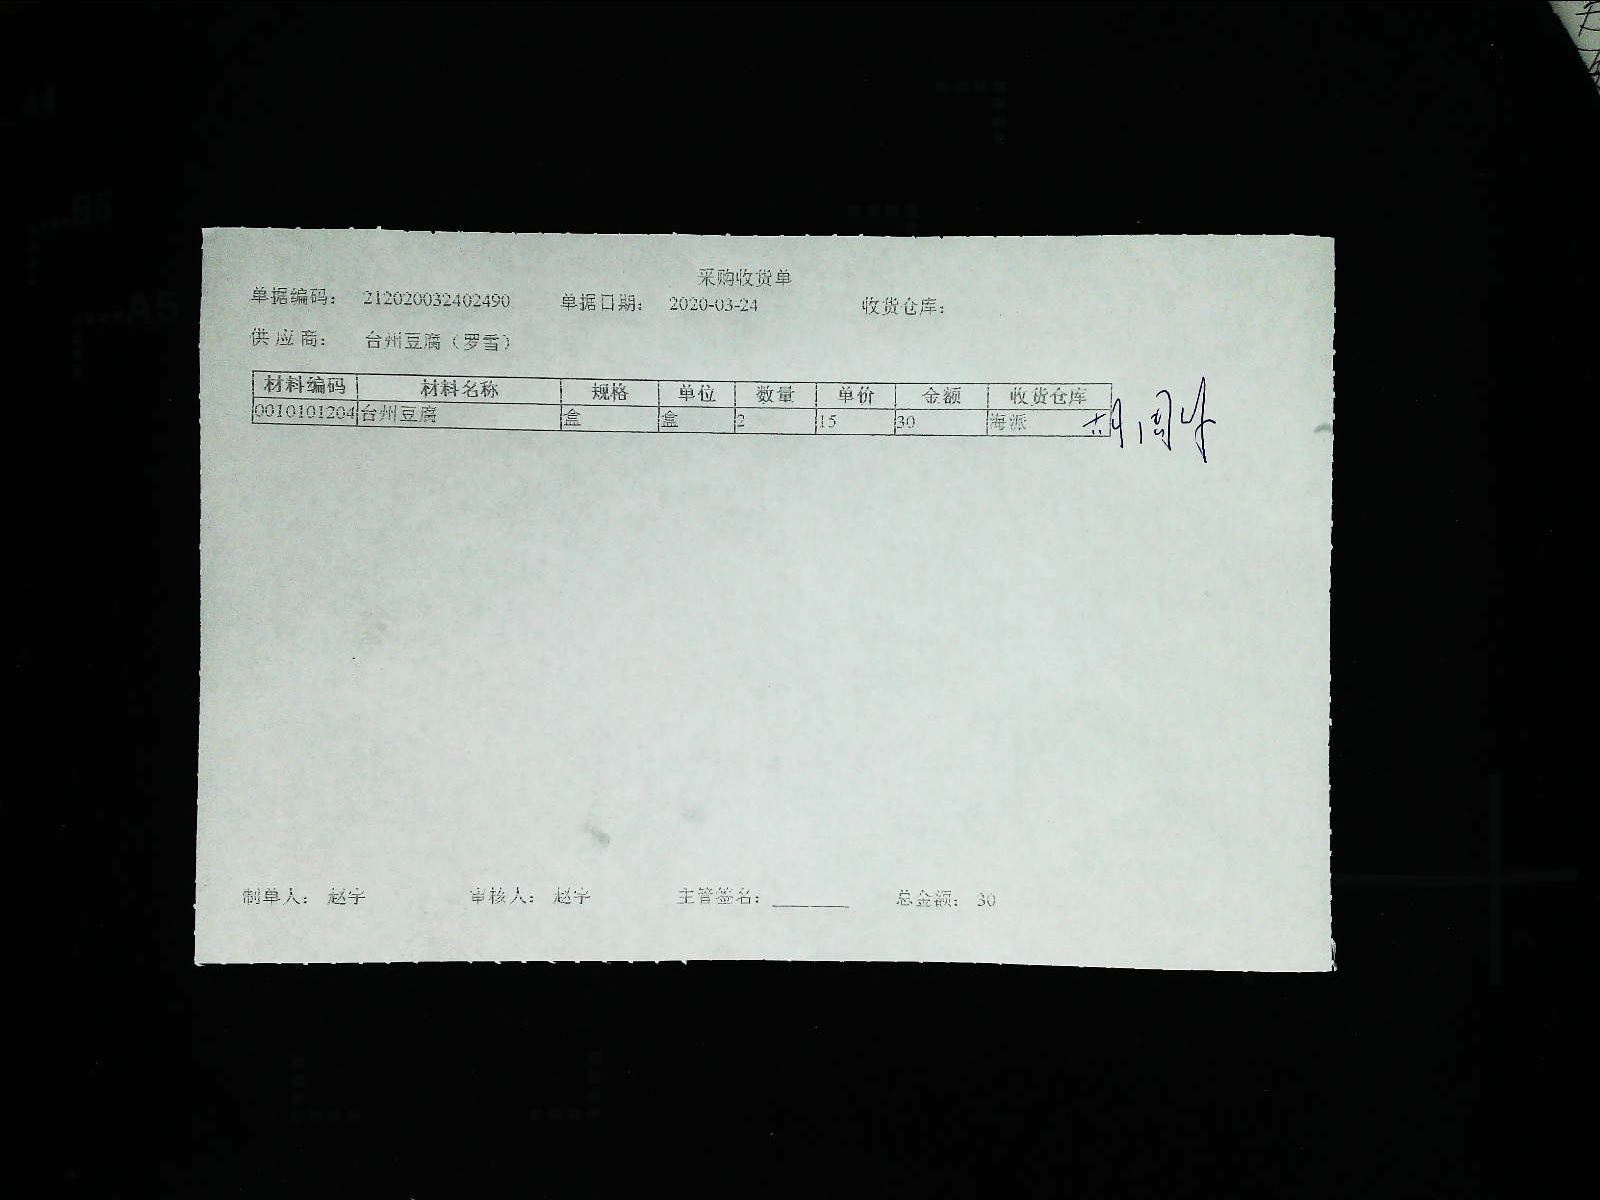 采购收货单
单据编码： 212020032402490 单据日期： 2020-03-24 收货仓库：
供应商： 台州豆腐（罗雪）
材料编码 材料名称 规格 单位 数量 单价 金额 收货仓库
0010101204 台州豆腐 盒 盒 2 15 30 海派
制单人： 赵宇 审核人： 赵宇 主管签名： 总金额： 30